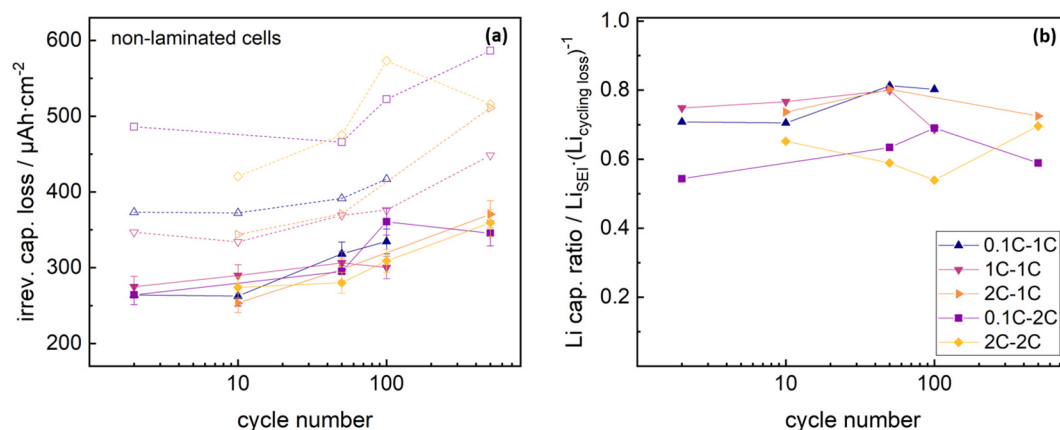 (a)
non-laminated cells
600
500
400
300
200
irrev. cap. loss / µAh·cm⁻²
10
100
cycle number
(b)
1.0
0.8
0.6
0.4
0.2
Li cap. ratio / Li_SEI·(Li_cycling loss)⁻¹
10
100
cycle number
0.1C-1C
1C-1C
2C-1C
0.1C-2C
2C-2C